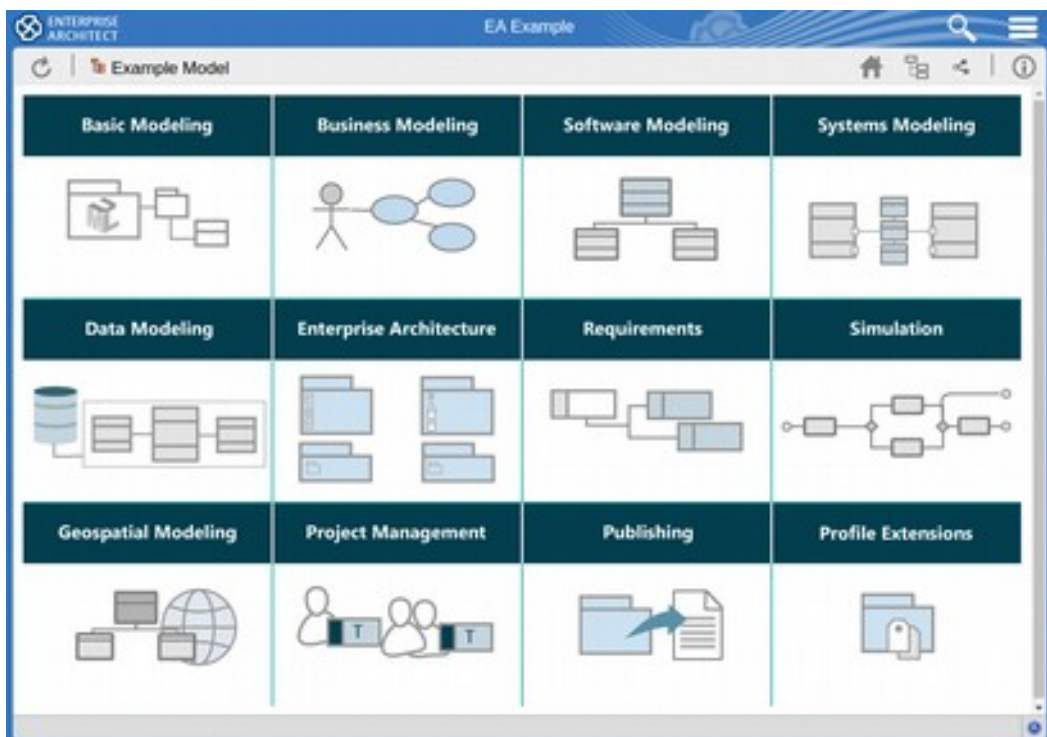 ENTERPRISE
ARCHITECT
EA Example
Example Model
Basic Modeling
Business Modeling
Software Modeling
Systems Modeling
Data Modeling
Enterprise Architecture
Requirements
Simulation
Geospatial Modeling
Project Management
Publishing
Profile Extensions
T
T